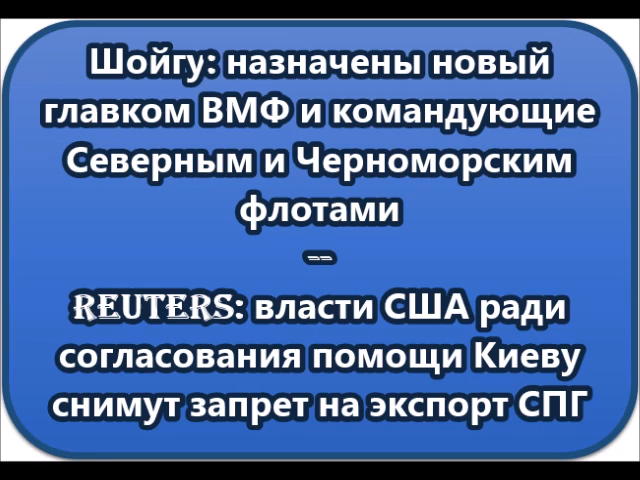 Шойгу: назначены новый
главком ВМФ и командующие
Северным и Черноморским
флотами
--
REUTERS: власти США ради
согласования помощи Киеву
снимут запрет на экспорт СПГ